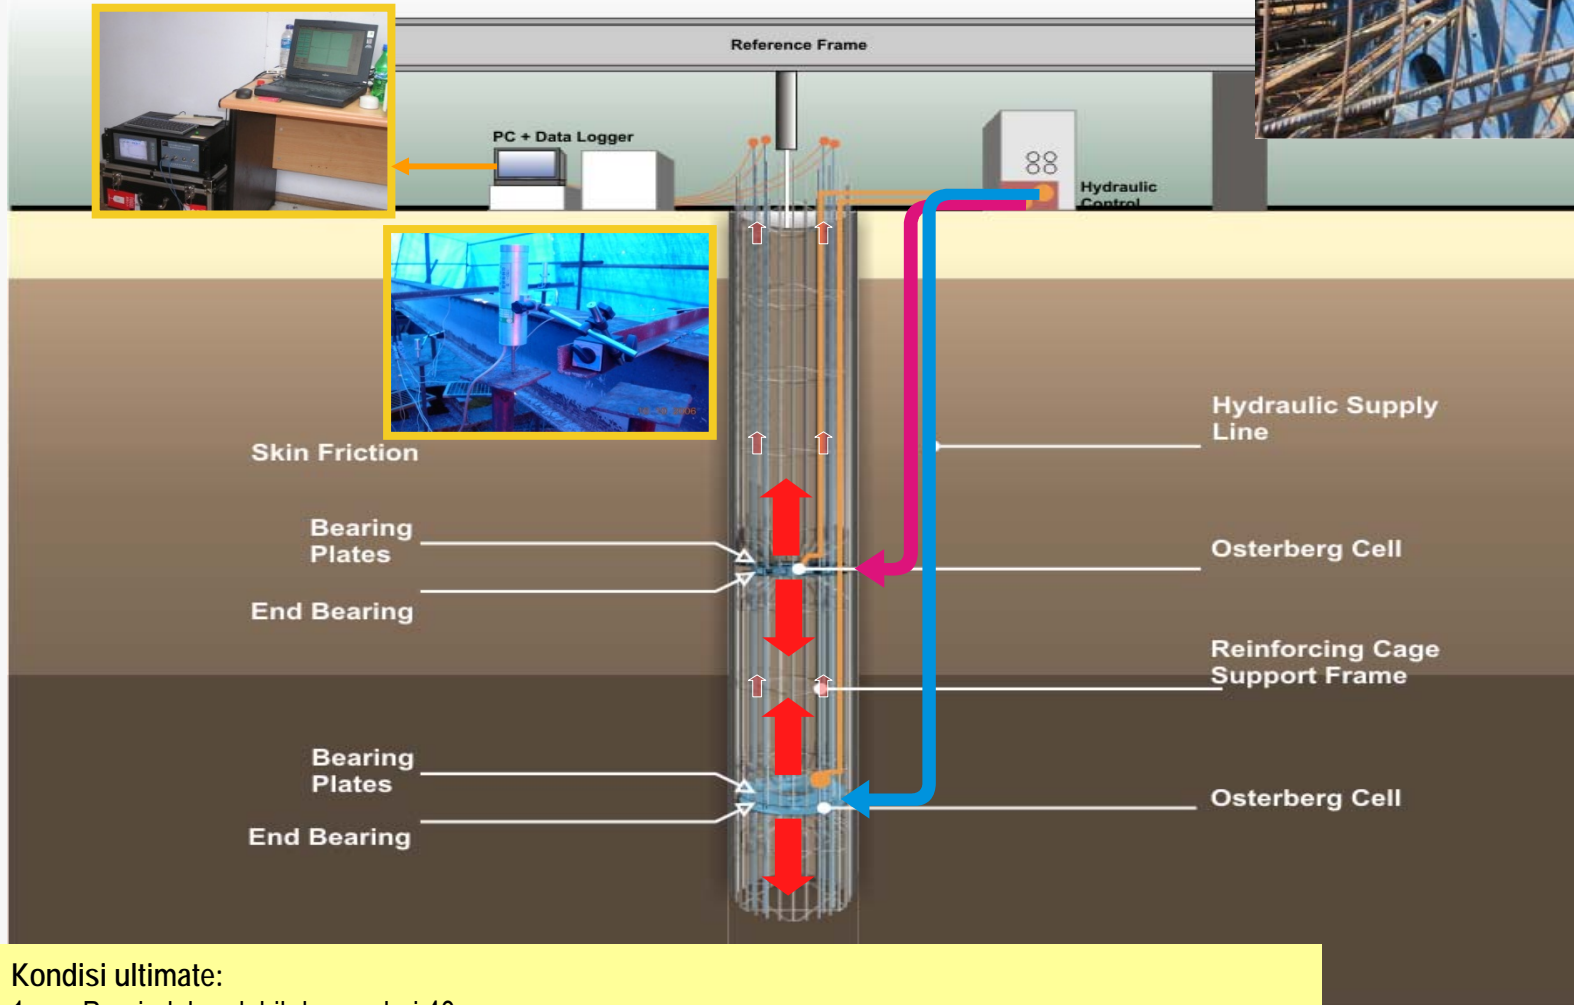 Reference Frame
PC + Data Logger
Hydraulic
Control
Hydraulic Supply
Line
Skin Friction
Bearing
Plates
Osterberg Cell
End Bearing
Reinforcing Cage
Support Frame
Bearing
Plates
Osterberg Cell
End Bearing
Kondisi ultimate: